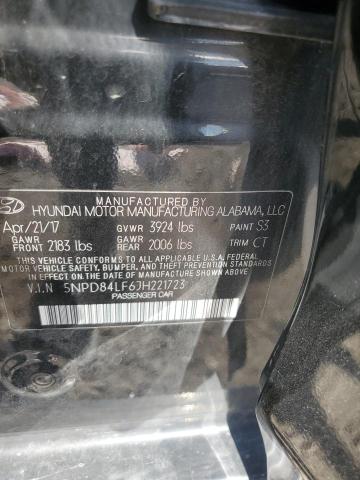 MANUFACTURED BY
HYUNDAI MOTOR MANUFACTURING ALABAMA, LLC
Apr/21/17 GVWR 3924 lbs PAINT S3
GAWR FRONT 2183 lbs GAWR REAR 2006 lbs TRIM CT
THIS VEHICLE CONFORMS TO ALL APPLICABLE U.S.A. FEDERAL
MOTOR VEHICLE SAFETY, BUMPER, AND THEFT PREVENTION STANDARDS
IN EFFECT ON THE DATE OF MANUFACTURE SHOWN ABOVE.
V.I.N 5NPD84LF6JH221723
PASSENGER CAR